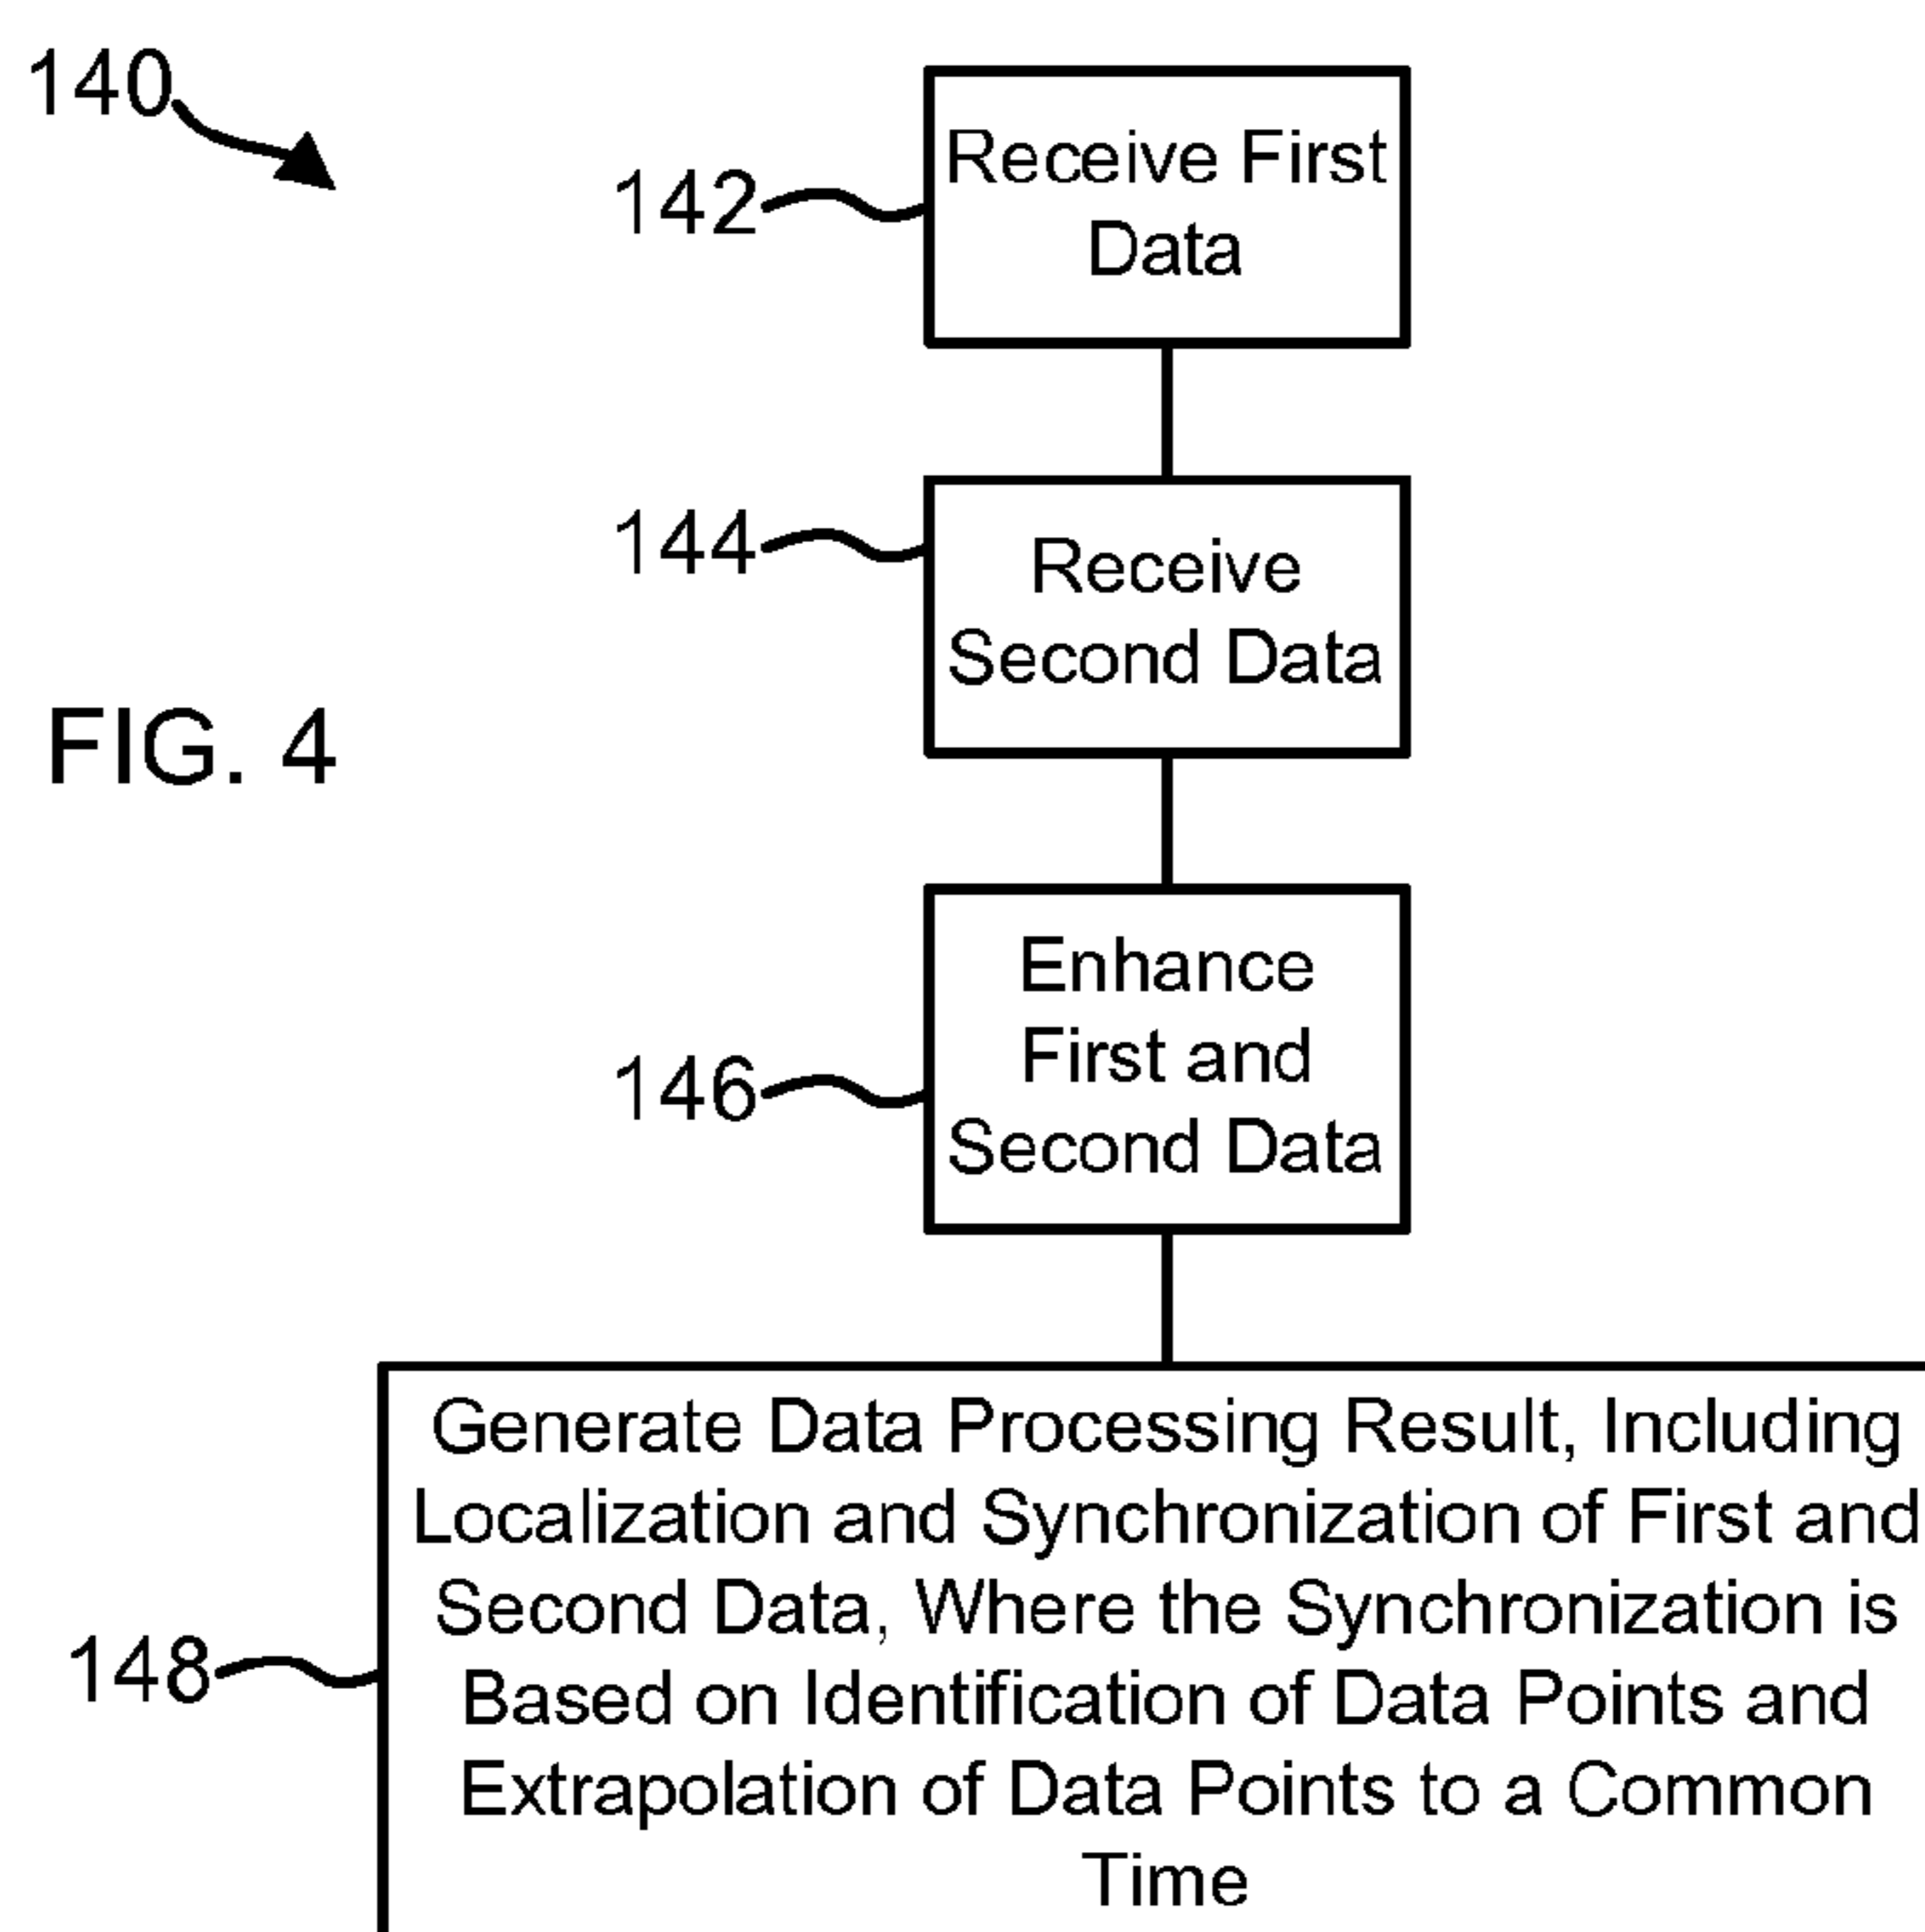 140
142
Receive First
Data
144
Receive
Second Data
FIG. 4
146
Enhance
First and
Second Data
148
Generate Data Processing Result, Including
Localization and Synchronization of First and
Second Data, Where the Synchronization is
Based on Identification of Data Points and
Extrapolation of Data Points to a Common
Time